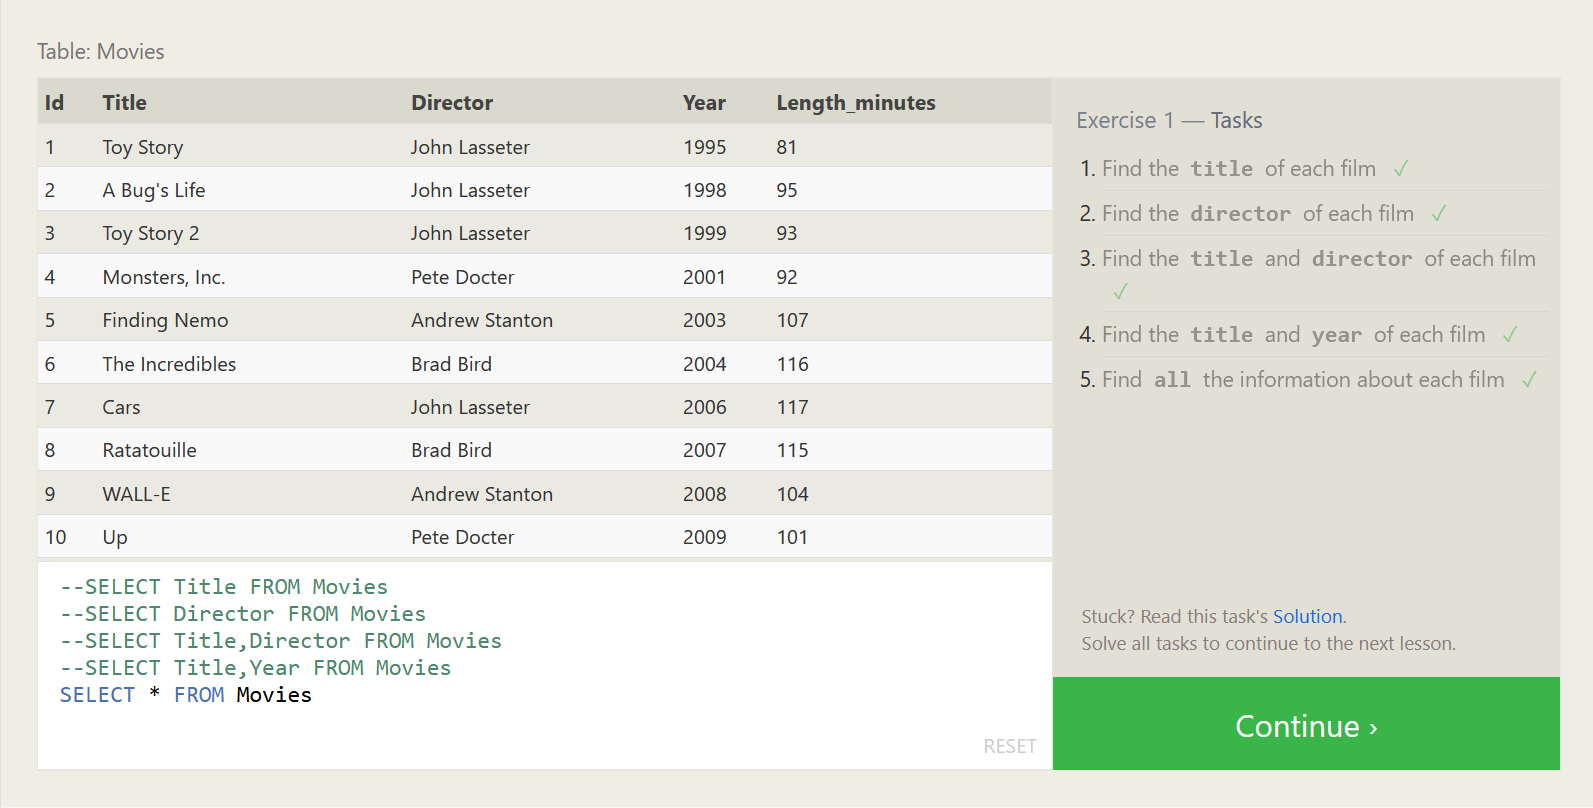 Table: Movies
Id Title Director Year Length_minutes
1 Toy Story John Lasseter 1995 81
2 A Bug's Life John Lasseter 1998 95
3 Toy Story 2 John Lasseter 1999 93
4 Monsters, Inc. Pete Docter 2001 92
5 Finding Nemo Andrew Stanton 2003 107
6 The Incredibles Brad Bird 2004 116
7 Cars John Lasseter 2006 117
8 Ratatouille Brad Bird 2007 115
9 WALL-E Andrew Stanton 2008 104
10 Up Pete Docter 2009 101
--SELECT Title FROM Movies
--SELECT Director FROM Movies
--SELECT Title,Director FROM Movies
--SELECT Title,Year FROM Movies
SELECT * FROM Movies
RESET
Exercise 1 — Tasks
1. Find the title of each film ✓
2. Find the director of each film ✓
3. Find the title and director of each film
✓
4. Find the title and year of each film ✓
5. Find all the information about each film ✓
Stuck? Read this task's Solution.
Solve all tasks to continue to the next lesson.
Continue ›